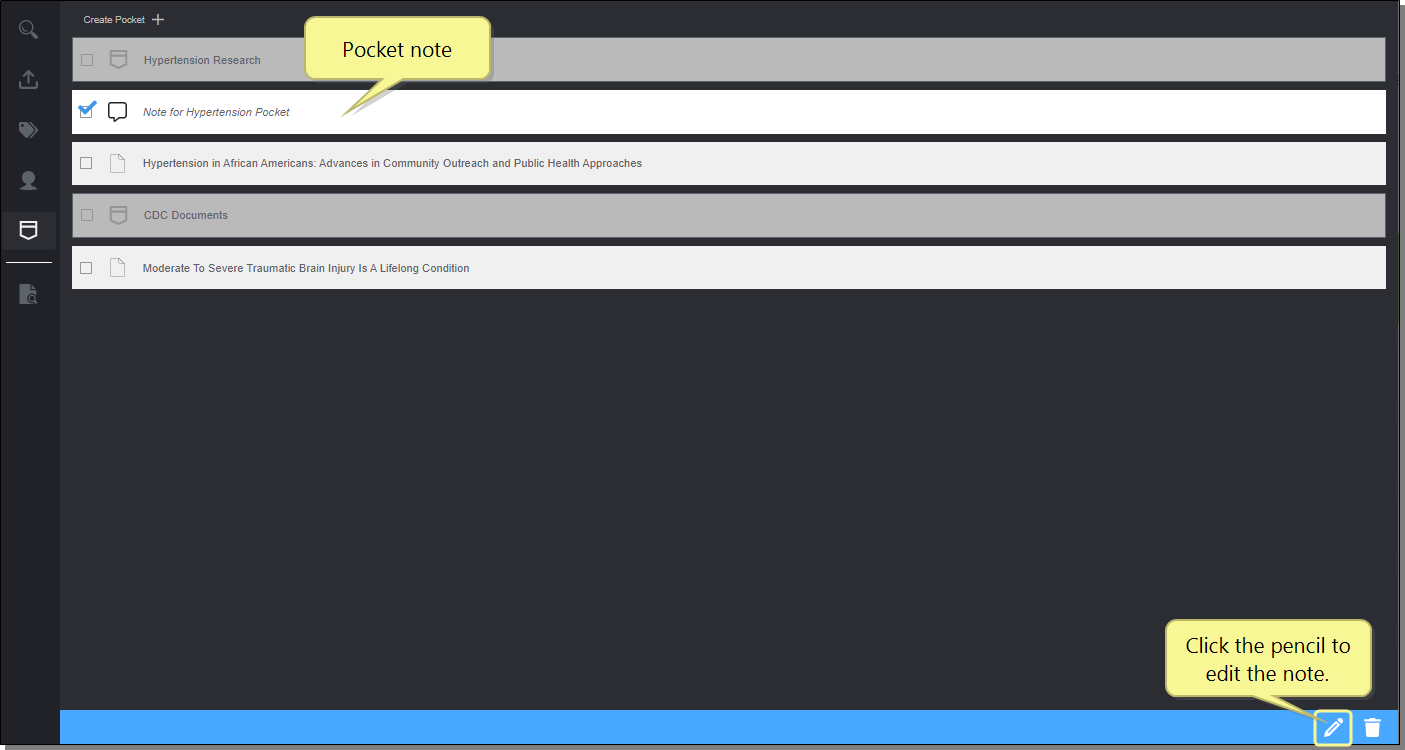 Create Pocket
Pocket note
Hypertension Research
Note for Hypertension Pocket
Hypertension in African Americans: Advances in Community Outreach and Public Health Approaches
CDC Documents
Moderate To Severe Traumatic Brain Injury Is A Lifelong Condition
Click the pencil to
edit the note.